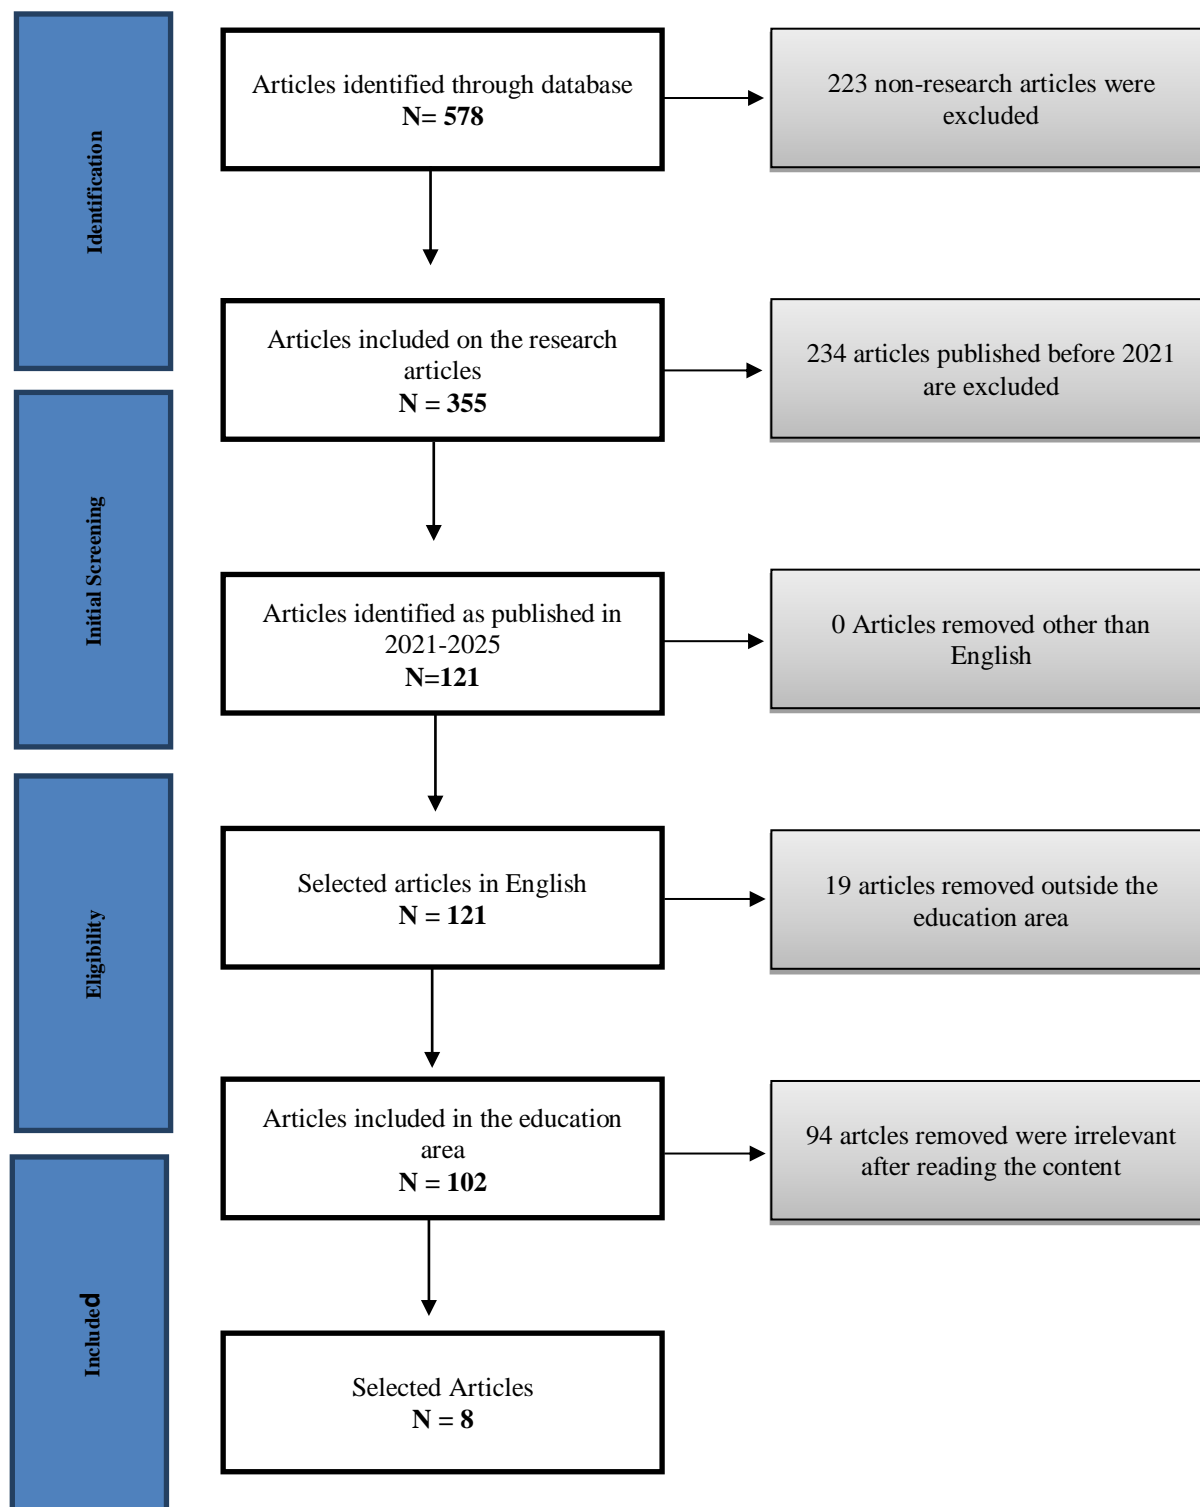 Identification
Articles identified through database
N= 578
223 non-research articles were
excluded
Articles included on the research
articles
N = 355
234 articles published before 2021
are excluded
Initial Screening
Articles identified as published in
2021-2025
N=121
0 Articles removed other than
English
Eligibility
Selected articles in English
N = 121
19 articles removed outside the
education area
Articles included in the education
area
N = 102
94 artcles removed were irrelevant
after reading the content
Included
Selected Articles
N = 8